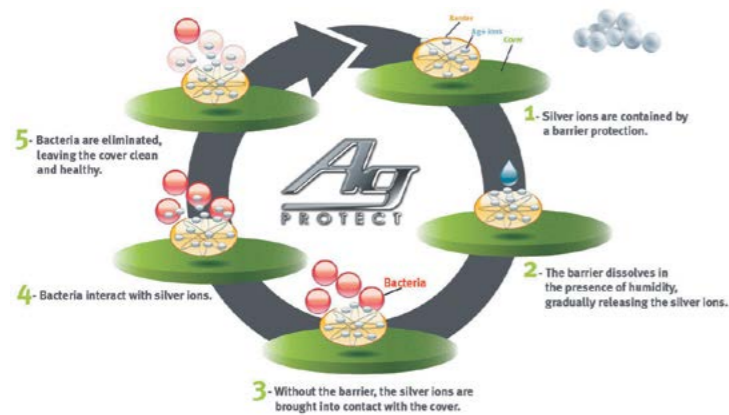 Barrier
Ag+ ions
Cover
1- Silver ions are contained by
a barrier protection.
5- Bacteria are eliminated,
leaving the cover clean
and healthy.
Ag
PROTECT
2- The barrier dissolves in
the presence of humidity,
gradually releasing the silver ions.
Bacteria
4- Bacteria interact with silver ions.
3- Without the barrier, the silver ions are
brought into contact with the cover.